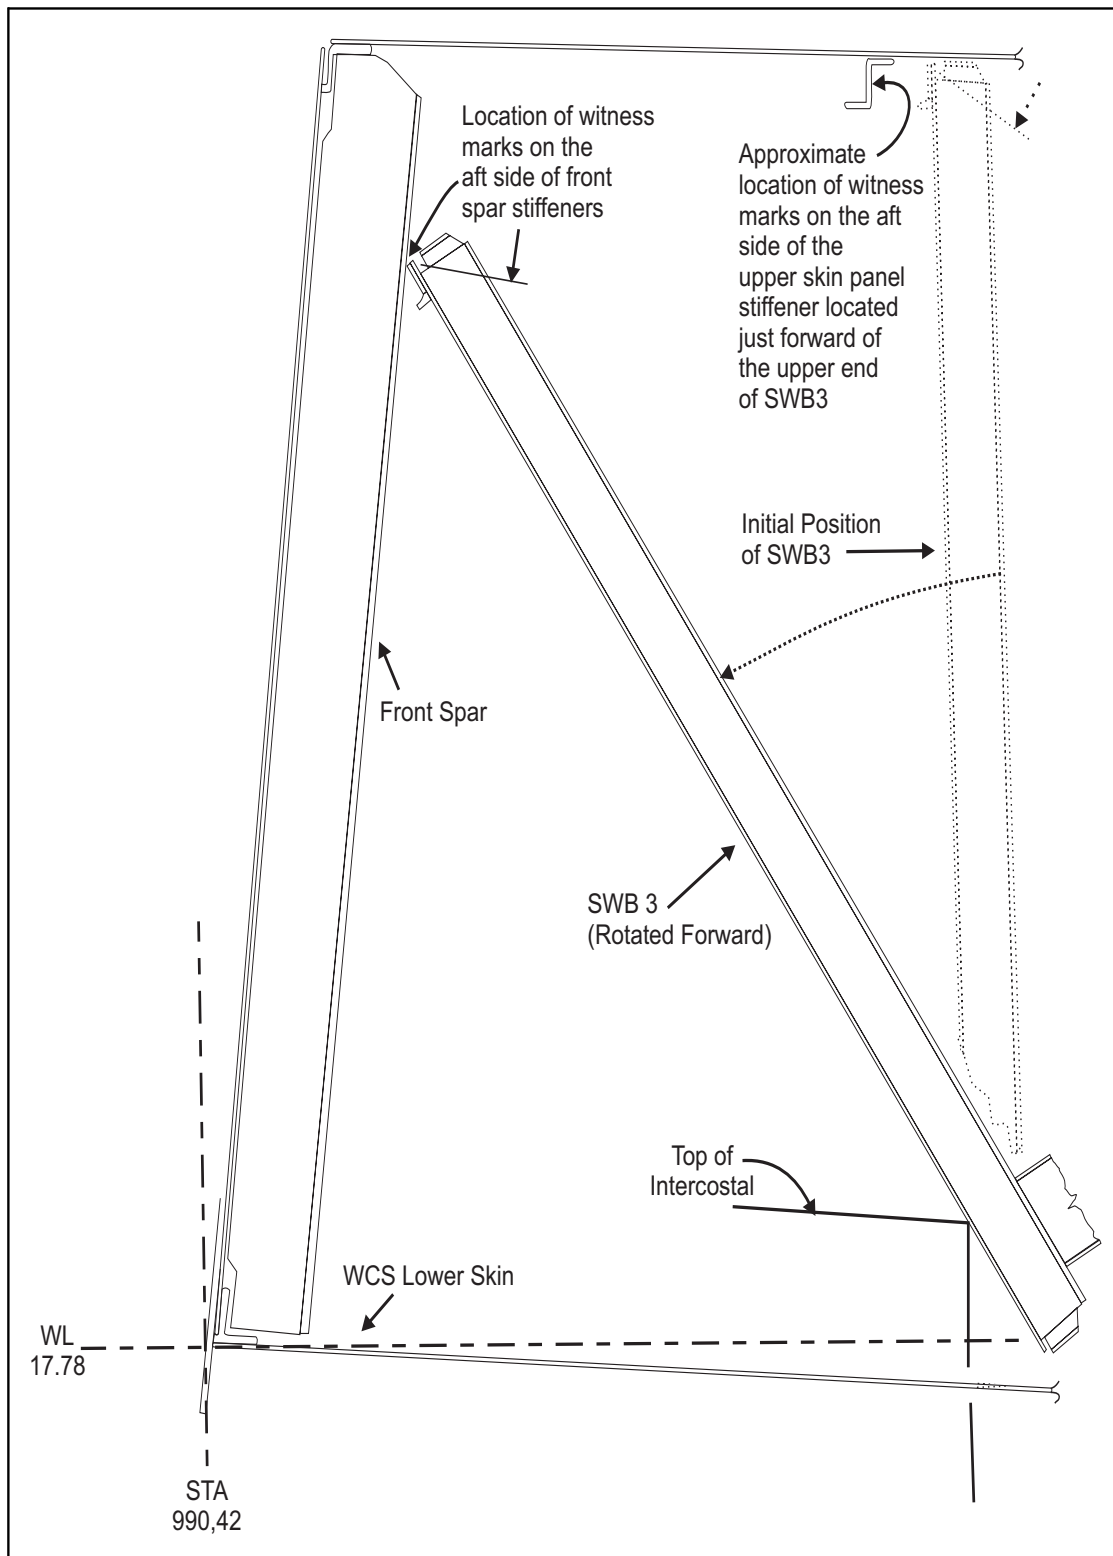 Location of witness
marks on the
aft side of front
spar stiffeners
Approximate
location of witness
marks on the aft
side of the
upper skin panel
stiffener located
just forward of
the upper end
of SWB3
Initial Position
of SWB3
Front Spar
SWB 3
(Rotated Forward)
Top of
Intercostal
WCS Lower Skin
WL
17.78
STA
990,42